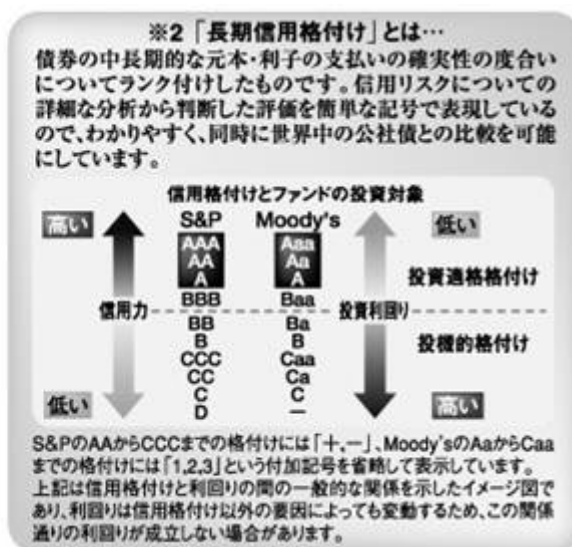 ※2「長期信用格付け」とは…
債券の中長期的な元本・利子の支払いの確実性の度合い
についてランク付けしたものです。信用リスクについての
詳細な分析から判断した評価を簡単な記号で表現している
ので、わかりやすく、同時に世界中の公社債との比較を可能
にしています。
信用格付けとファンドの投資対象
高い S&P Moody's 低い
AAA Aaa
AA Aa
A A 投資適格格付け
BBB Baa
信用力 投資利回り
BB Ba
B B 投機的格付け
CCC Caa
CC Ca
C C
低い D ー 高い
S&PのAAからCCCまでの格付けには「+,-」、Moody'sのAaからCaa
までの格付けには「1,2,3」という付加記号を省略して表示しています。
上記は信用格付けと利回りの間の一般的な関係を示したイメージ図で
あり、利回りは信用格付け以外の要因によっても変動するため、この関係
通りの利回りが成立しない場合があります。